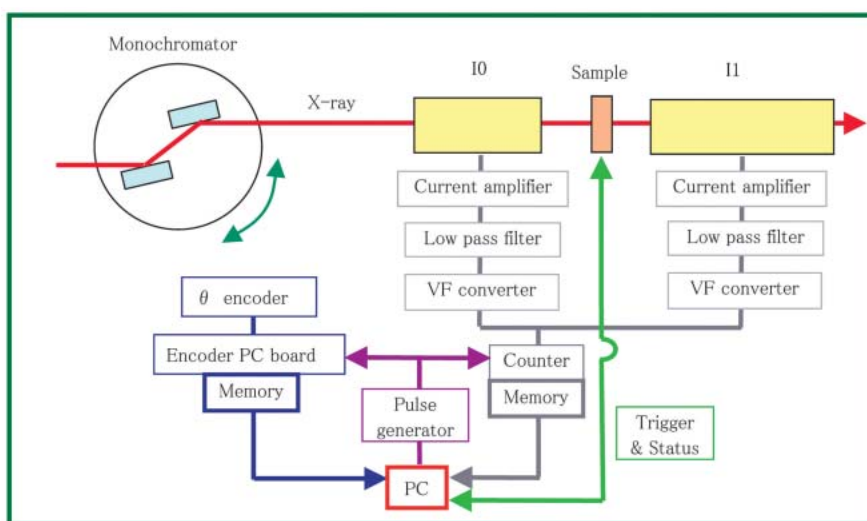 Monochromator
X-ray
I0
Sample
I1
Current amplifier
Current amplifier
Low pass filter
Low pass filter
VF converter
VF converter
θ encoder
Encoder PC board
Counter
Memory
Memory
Pulse
generator
Trigger
& Status
PC